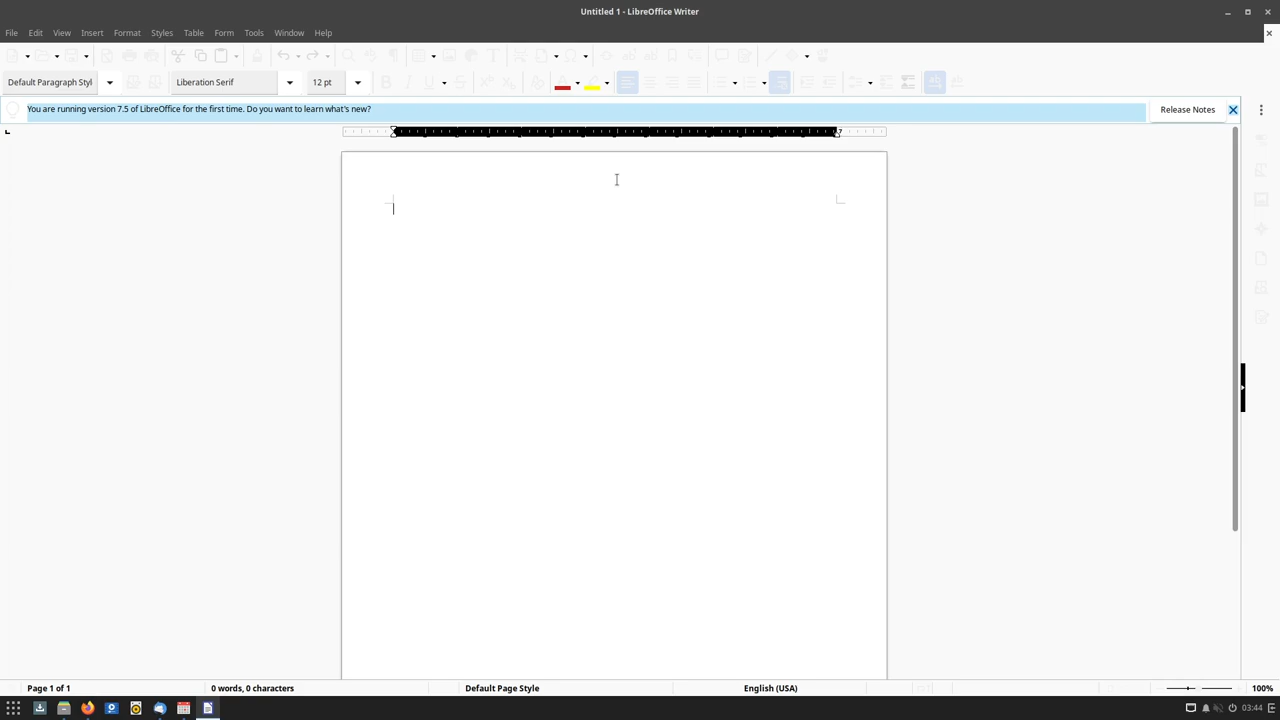 Untitled 1 - LibreOffice Writer
File Edit View Insert Format Styles Table Form Tools Window Help
Default Paragraph Styl Liberation Serif 12 pt
You are running version 7.5 of LibreOffice for the first time. Do you want to learn what's new? Release Notes
Page 1 of 1 0 words, 0 characters Default Page Style English (USA) 100%
03:44